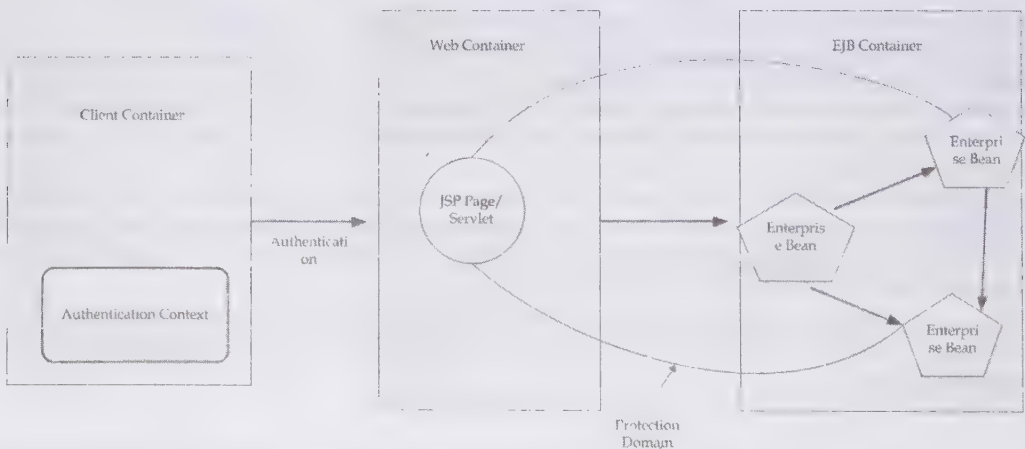 Web Container
EJB Container
Client Container
Enterpri
se Bean
JSP Page/
Servlet
Enterpris
e Bean
Authenticati
on
Authentication Context
Enterpri
se Bean
Protection
Domain